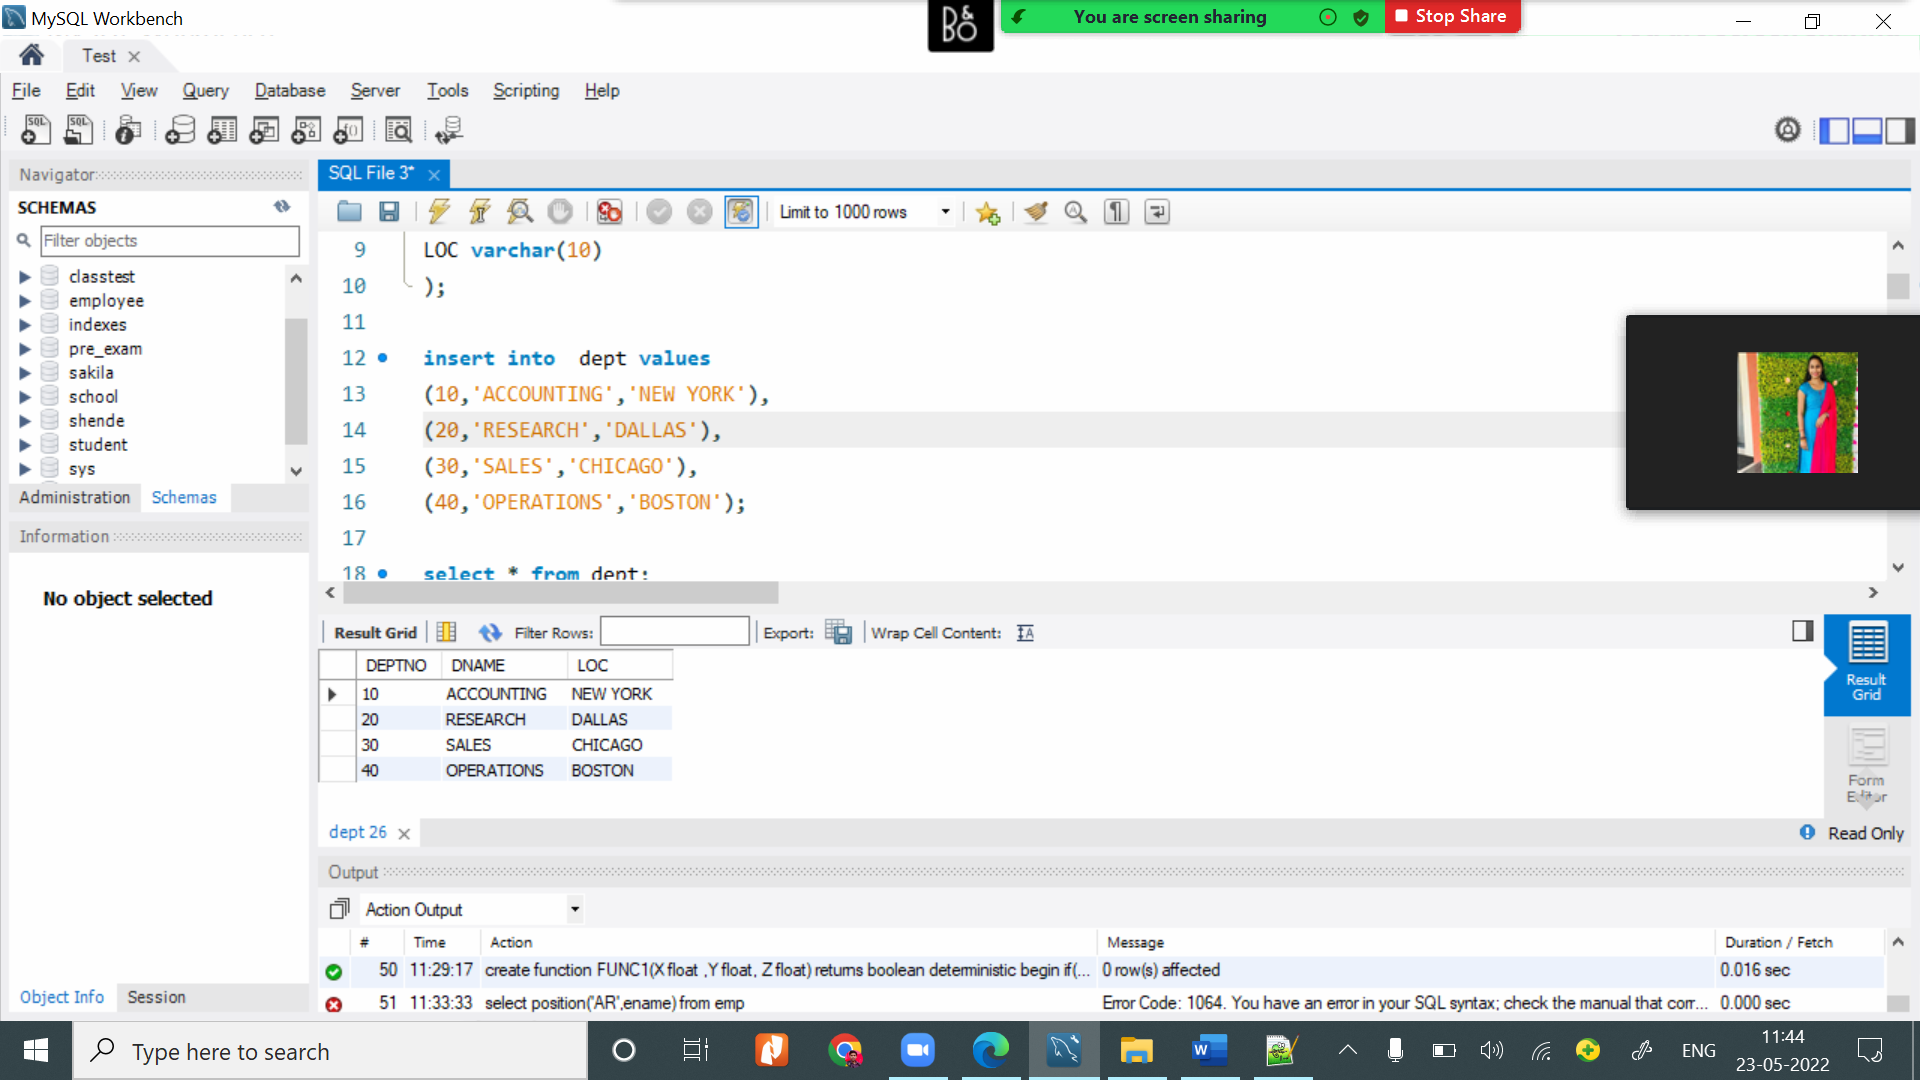 MySQL Workbench
B&O
You are screen sharing
Stop Share
Test
File Edit View Query Database Server Tools Scripting Help
Navigator
SQL File 3*
SCHEMAS
Limit to 1000 rows
Filter objects
classtest
employee
indexes
pre_exam
sakila
school
shende
student
sys
Administration Schemas
Information
No object selected
9 LOC varchar(10)
10 );
11
12 insert into dept values
13 (10,'ACCOUNTING','NEW YORK'),
14 (20,'RESEARCH','DALLAS'),
15 (30,'SALES','CHICAGO'),
16 (40,'OPERATIONS','BOSTON');
17
18 select * from dept;
Result Grid Filter Rows: Export: Wrap Cell Content:
DEPTNO DNAME LOC
10 ACCOUNTING NEW YORK
20 RESEARCH DALLAS
30 SALES CHICAGO
40 OPERATIONS BOSTON
Result
Grid
Form
Editor
dept 26
Read Only
Output
Action Output
# Time Action Message Duration / Fetch
50 11:29:17 create function FUNC1(X float ,Y float, Z float) returns boolean deterministic begin if(... 0 row(s) affected 0.016 sec
51 11:33:33 select position('AR',ename) from emp Error Code: 1064. You have an error in your SQL syntax; check the manual that corr... 0.000 sec
Object Info Session
Type here to search
ENG
11:44
23-05-2022